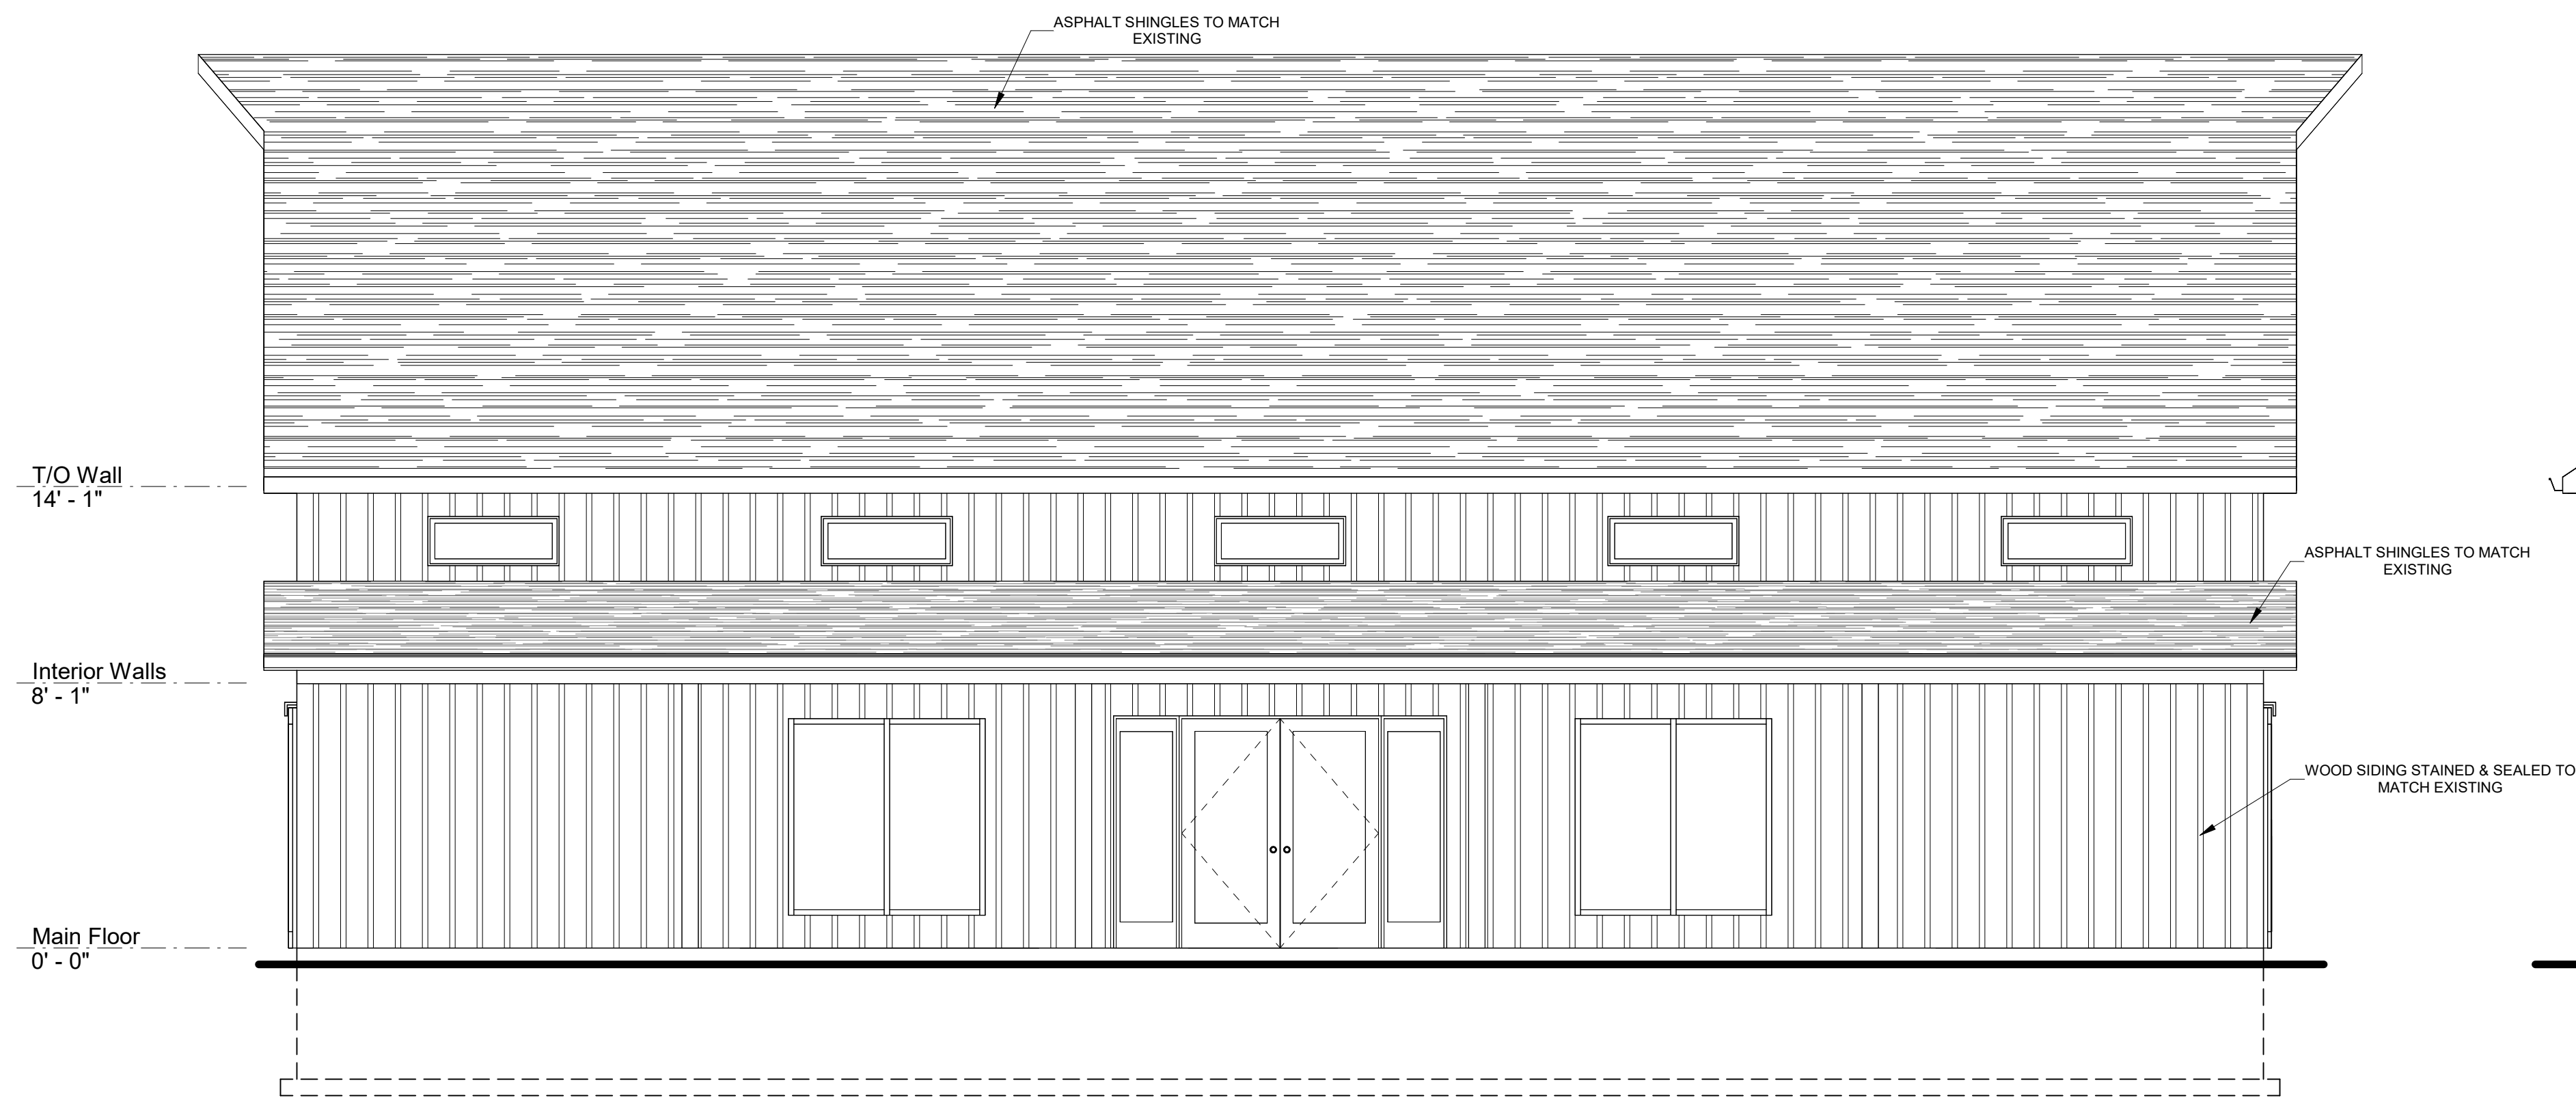 ASPHALT SHINGLES TO MATCH
EXISTING
T/O Wall
14' - 1"
ASPHALT SHINGLES TO MATCH
EXISTING
Interior Walls
8' - 1"
WOOD SIDING STAINED & SEALED TO
MATCH EXISTING
Main Floor
0' - 0"